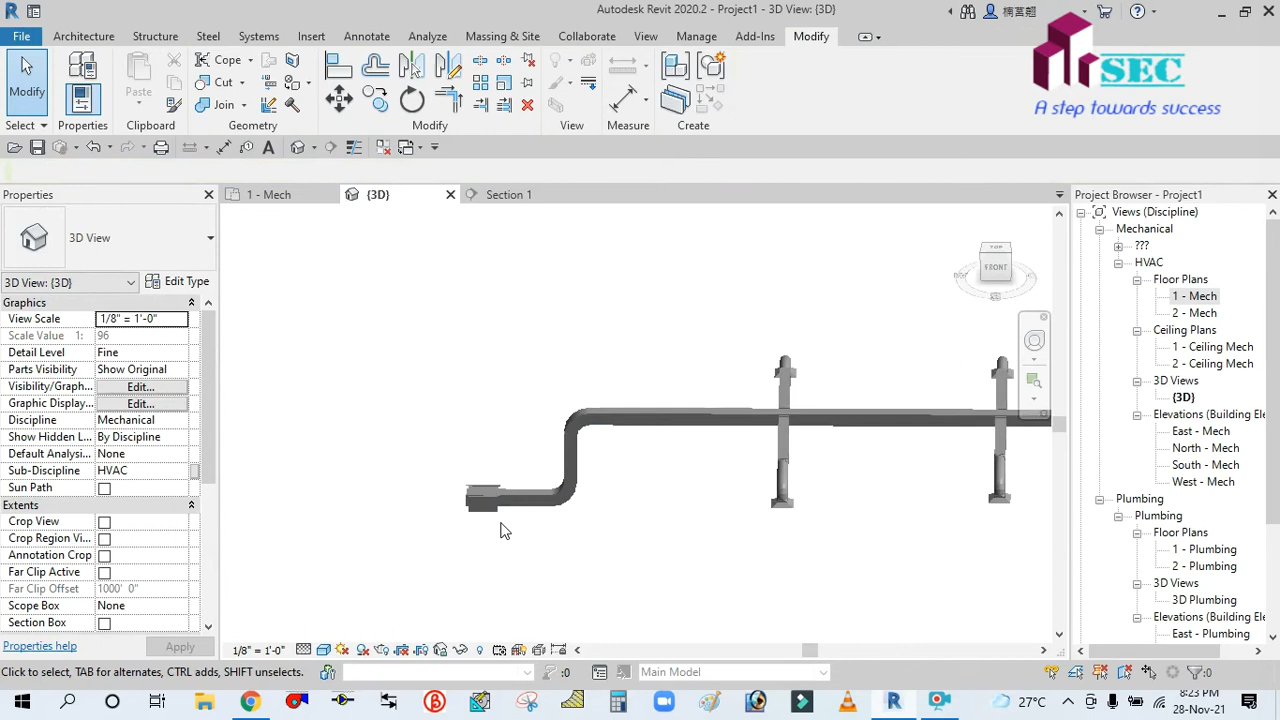 Autodesk Revit 2020.2 - Project1 - 3D View: {3D}
File Architecture Structure Steel Systems Insert Annotate Analyze Massing & Site Collaborate View Manage Add-Ins Modify
Modify
Select
Properties
Paste
Clipboard
Cope
Cut
Join
Geometry
Modify
View
Measure
Create
SEC
A step towards success
Properties
1 - Mech
{3D}
Section 1
Project Browser - Project1
3D View
3D View: {3D}
Edit Type
Graphics
View Scale 1/8" = 1'-0"
Scale Value 1: 96
Detail Level Fine
Parts Visibility Show Original
Visibility/Graph... Edit...
Graphic Display... Edit...
Discipline Mechanical
Show Hidden L... By Discipline
Default Analysi... None
Sub-Discipline HVAC
Sun Path
Extents
Crop View
Crop Region Vi...
Annotation Crop
Far Clip Active
Far Clip Offset 1000' 0"
Scope Box None
Section Box
Properties help
Apply
TOP
FRONT
Views (Discipline)
Mechanical
???
HVAC
Floor Plans
1 - Mech
2 - Mech
Ceiling Plans
1 - Ceiling Mech
2 - Ceiling Mech
3D Views
{3D}
Elevations (Building Ele
East - Mech
North - Mech
South - Mech
West - Mech
Plumbing
Plumbing
Floor Plans
1 - Plumbing
2 - Plumbing
3D Views
3D Plumbing
Elevations (Building Ele
East - Plumbing
1/8" = 1'-0"
Click to select, TAB for alternates, CTRL adds, SHIFT unselects.
:0
Main Model
:0
27°C
8:23 PM
28-Nov-21